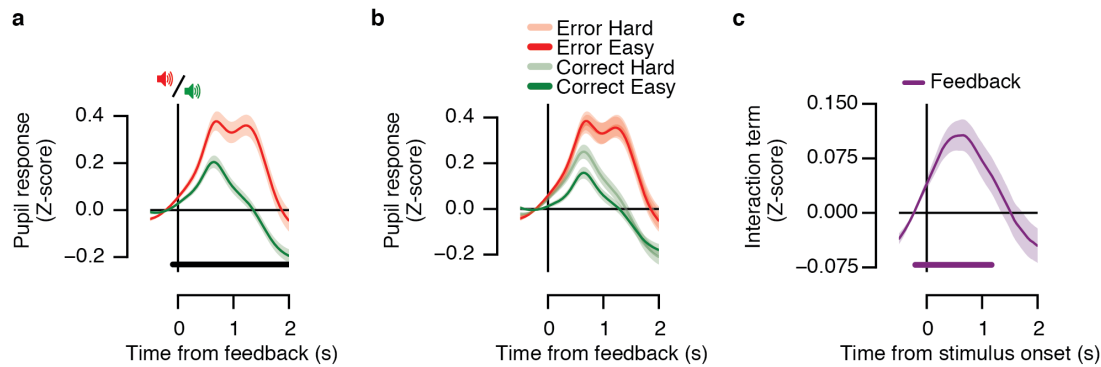 a
Pupil response
(Z-score)
0.4
0.2
0.0
−0.2
0 1 2
Time from feedback (s)
b
Error Hard
Error Easy
Correct Hard
Correct Easy
Pupil response
(Z-score)
0.4
0.2
0.0
−0.2
0 1 2
Time from feedback (s)
c
Feedback
Interaction term
(Z-score)
0.150
0.075
0.000
−0.075
0 1 2
Time from stimulus onset (s)